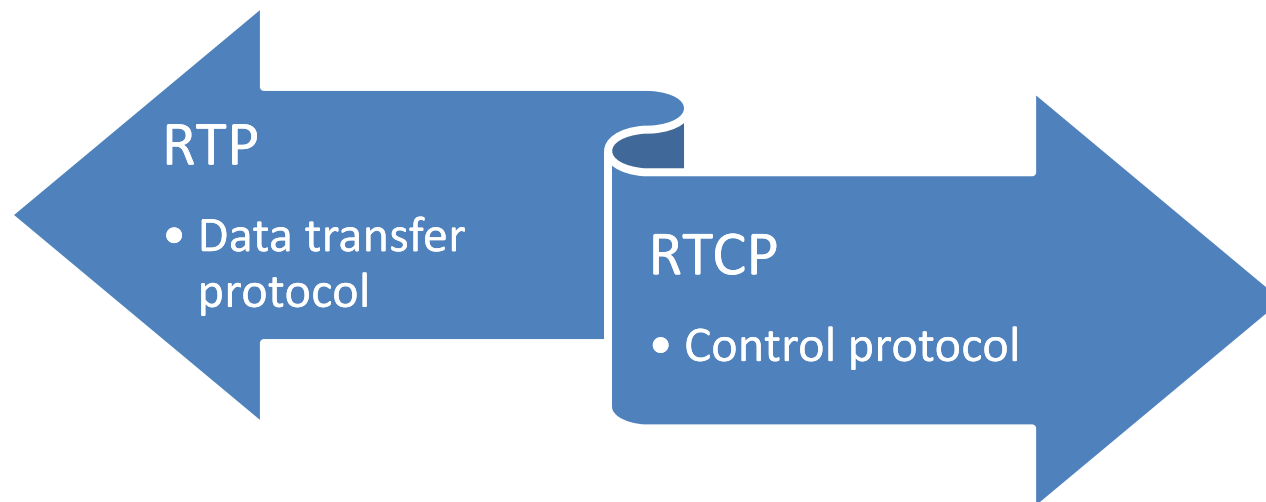 RTP
• Data transfer
protocol
RTCP
• Control protocol